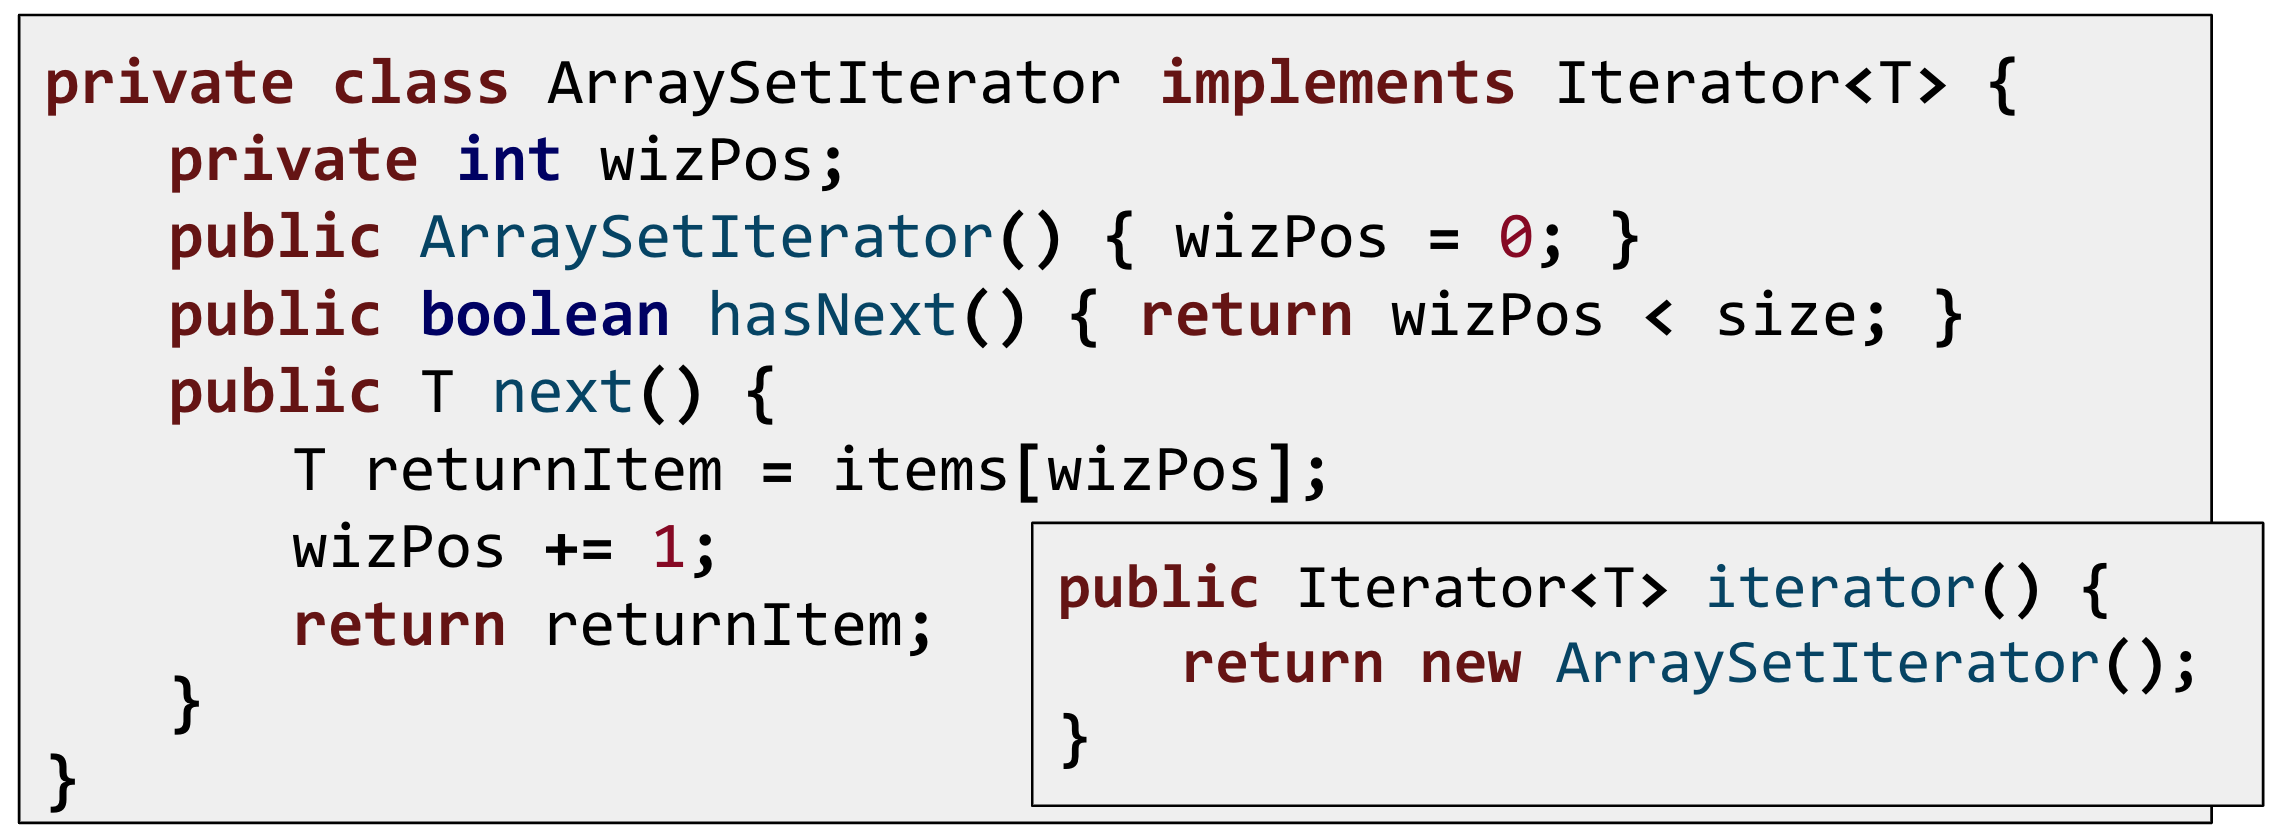 private class ArraySetIterator implements Iterator<T> {
    private int wizPos;
    public ArraySetIterator() { wizPos = 0; }
    public boolean hasNext() { return wizPos < size; }
    public T next() {
        T returnItem = items[wizPos];
        wizPos += 1;
        return returnItem;
    }
}
public Iterator<T> iterator() {
    return new ArraySetIterator();
}